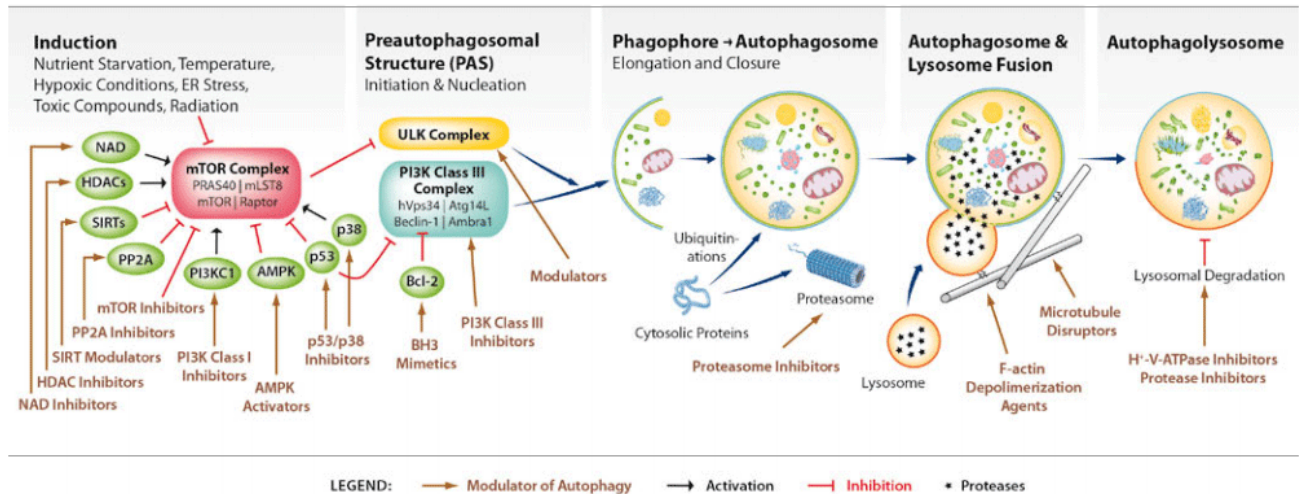 Induction
Nutrient Starvation, Temperature,
Hypoxic Conditions, ER Stress,
Toxic Compounds, Radiation
NAD
HDACs
SIRTs
PP2A
PI3KC1
AMPK
p53
p38
mTOR Complex
PRAS40 | mLST8
mTOR | Raptor
mTOR Inhibitors
PP2A Inhibitors
SIRT Modulators
HDAC Inhibitors
NAD Inhibitors
PI3K Class I
Inhibitors
AMPK
Activators
p53/p38
Inhibitors
Preautophagosomal
Structure (PAS)
Initiation & Nucleation
ULK Complex
PI3K Class III
Complex
hVps34 | Atg14L
Beclin-1 | Ambra1
Bcl-2
BH3
Mimetics
PI3K Class III
Inhibitors
Modulators
Phagophore → Autophagosome
Elongation and Closure
Ubiquitin-
ations
Cytosolic Proteins
Proteasome
Proteasome Inhibitors
Autophagosome &
Lysosome Fusion
Lysosome
F-actin
Depolimerization
Agents
Microtubule
Disruptors
Autophagolysosome
Lysosomal Degradation
H⁺-V-ATPase Inhibitors
Protease Inhibitors
LEGEND: Modulator of Autophagy Activation Inhibition Proteases